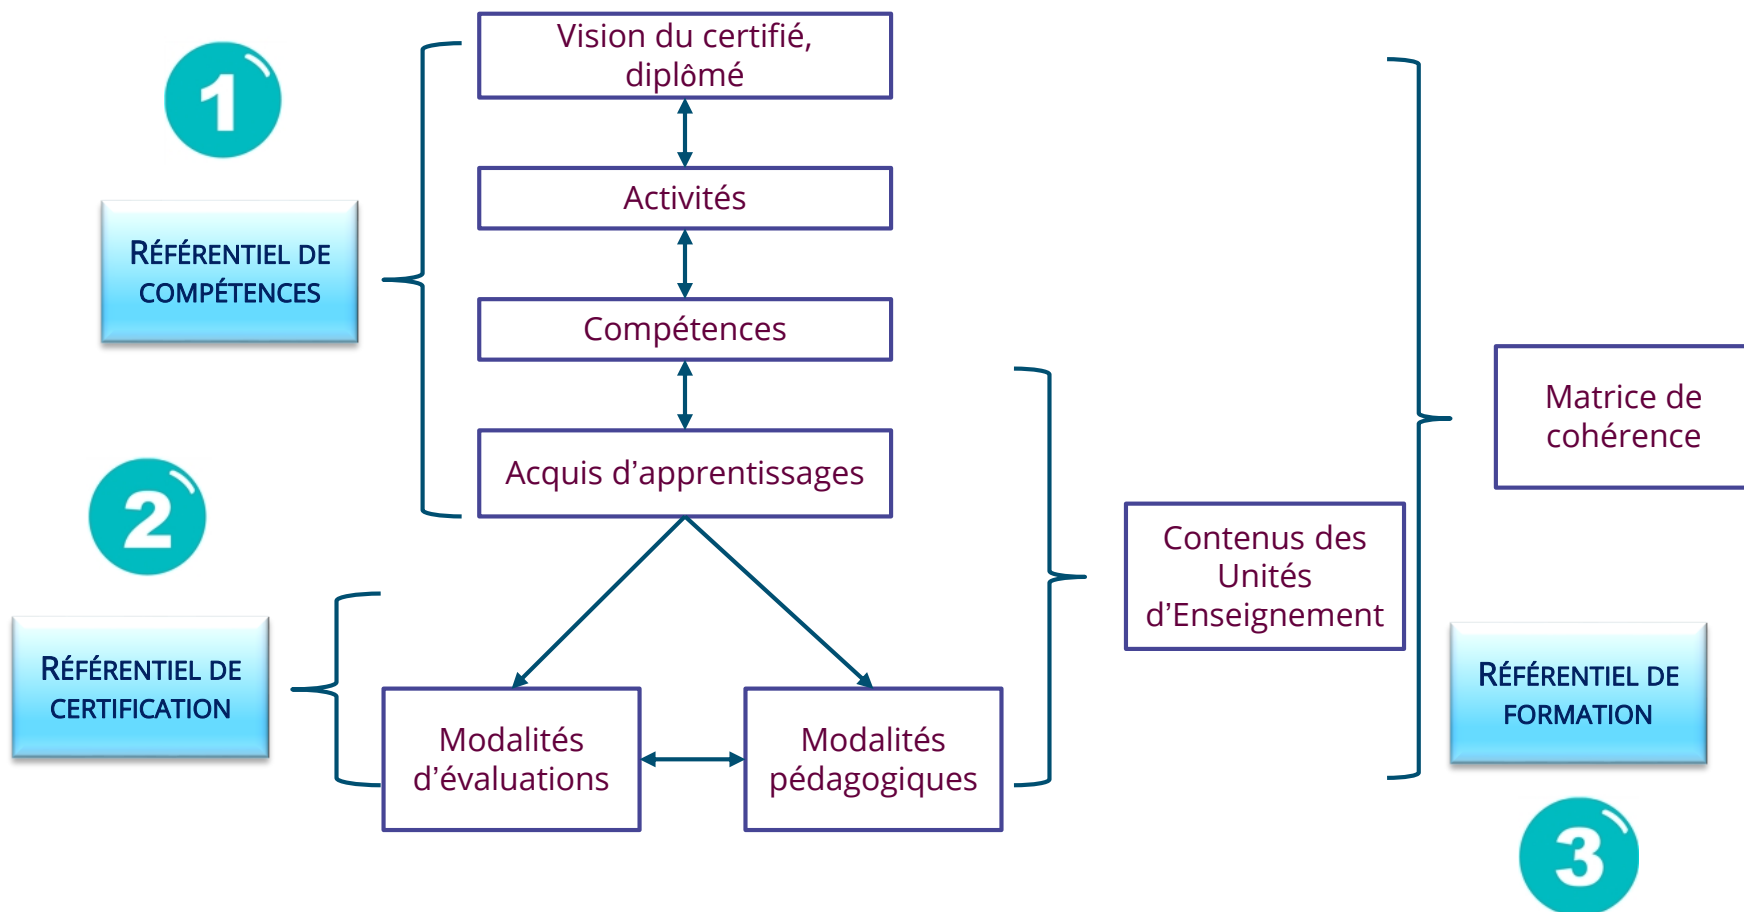 Vision du certifié,
diplômé
1
Activités
RÉFÉRENTIEL DE
COMPÉTENCES
Compétences
Matrice de
cohérence
Acquis d’apprentissages
2
Contenus des
Unités
d’Enseignement
RÉFÉRENTIEL DE
CERTIFICATION
RÉFÉRENTIEL DE
FORMATION
Modalités
d’évaluations
Modalités
pédagogiques
3